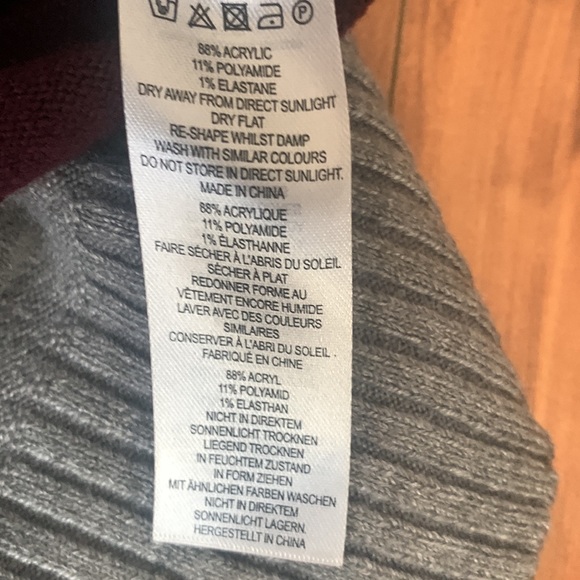 P
88% ACRYLIC
11% POLYAMIDE
1% ELASTANE
DRY AWAY FROM DIRECT SUNLIGHT
DRY FLAT
RE-SHAPE WHILST DAMP
WASH WITH SIMILAR COLOURS
DO NOT STORE IN DIRECT SUNLIGHT.
MADE IN CHINA
88% ACRYLIQUE
11% POLYAMIDE
1% ÉLASTHANNE
FAIRE SÉCHER À L'ABRIS DU SOLEIL
SÉCHER À PLAT
REDONNER FORME AU
VÊTEMENT ENCORE HUMIDE
LAVER AVEC DES COULEURS
SIMILAIRES
CONSERVER À L'ABRI DU SOLEIL .
FABRIQUÉ EN CHINE
88% ACRYL
11% POLYAMID
1% ELASTHAN
NICHT IN DIREKTEM
SONNENLICHT TROCKNEN
LIEGEND TROCKNEN
IN FEUCHTEM ZUSTAND
IN FORM ZIEHEN
MIT ÄHNLICHEN FARBEN WASCHEN
NICHT IN DIREKTEM
SONNENLICHT LAGERN.
HERGESTELLT IN CHINA